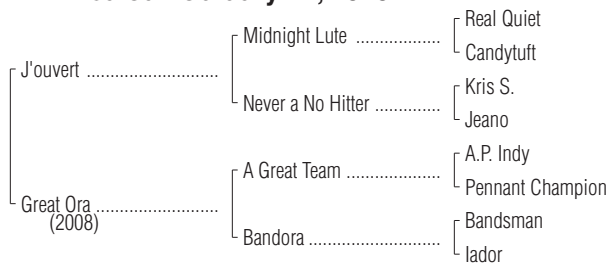 Real Quiet
Midnight Lute ..................
Candytuft
J'ouvert ............................
Kris S.
Never a No Hitter ..............
Jeano
A.P. Indy
A Great Team ....................
Pennant Champion
Great Ora ..........................
(2008)
Bandsman
Bandora ............................
Iador